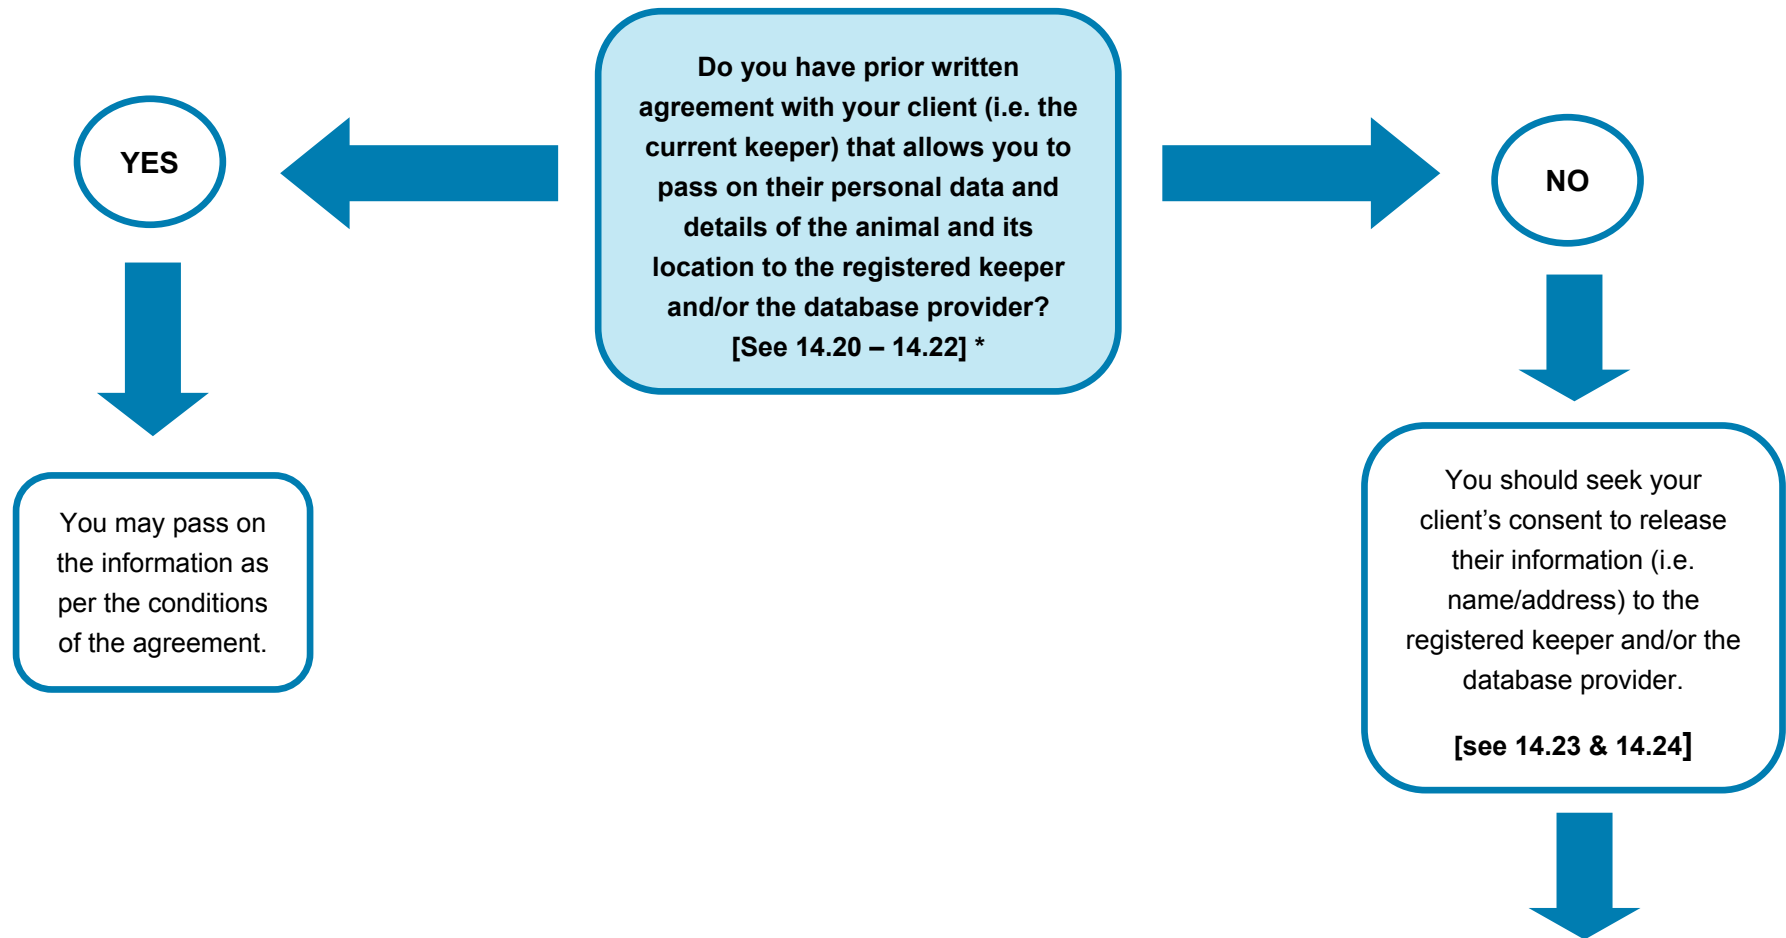 Do you have prior written
agreement with your client (i.e. the
current keeper) that allows you to
pass on their personal data and
details of the animal and its
location to the registered keeper
and/or the database provider?
[See 14.20 – 14.22] *
YES
NO
You may pass on
the information as
per the conditions
of the agreement.
You should seek your
client’s consent to release
their information (i.e.
name/address) to the
registered keeper and/or the
database provider.
[see 14.23 & 14.24]